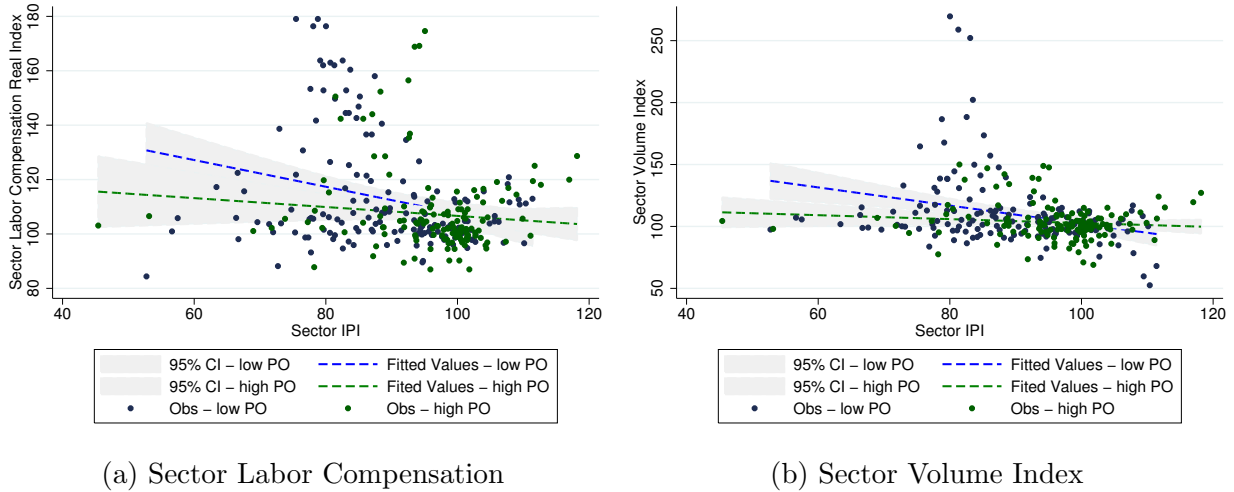 Sector Labor Compensation Real Index
180
160
140
120
100
80
40 60 80 100 120
Sector IPI
95% CI – low PO Fitted Values – low PO
95% CI – high PO Fited Values – high PO
Obs – low PO Obs – high PO
(a) Sector Labor Compensation
Sector Volume Index
250
200
150
100
50
40 60 80 100 120
Sector IPI
95% CI – low PO Fitted Values – low PO
95% CI – high PO Fited Values – high PO
Obs – low PO Obs – high PO
(b) Sector Volume Index